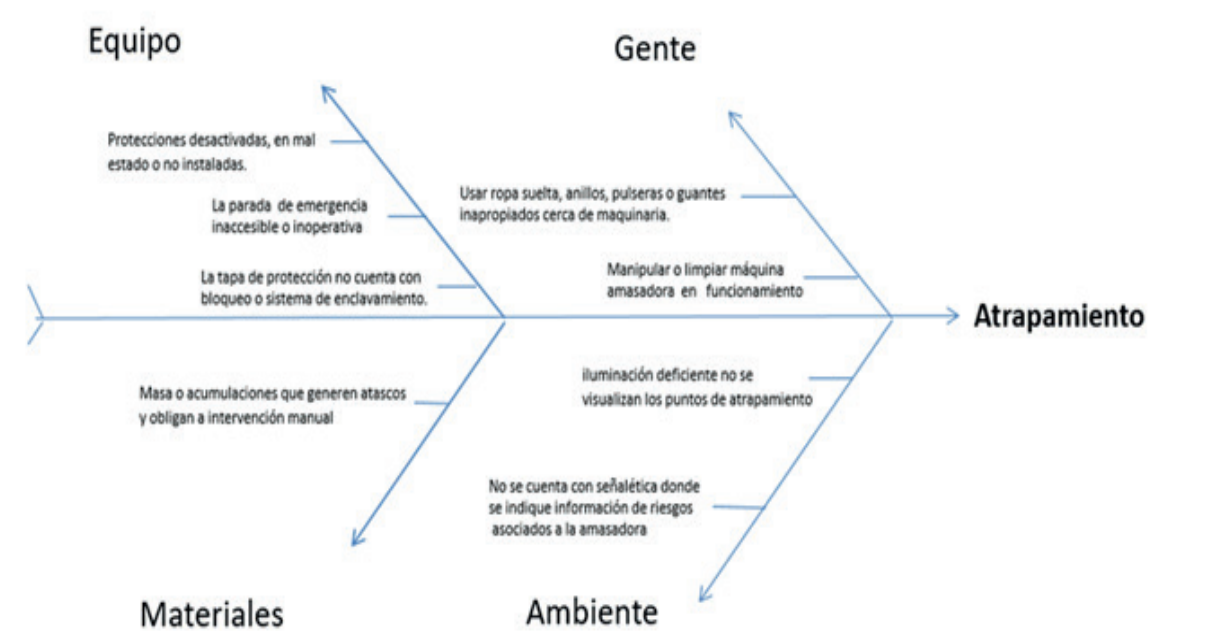 Equipo
Gente
Protecciones desactivadas, en mal
estado o no instaladas.
La parada de emergencia
inaccesible o inoperativa
La tapa de protección no cuenta con
bloqueo o sistema de enclavamiento.
Usar ropa suelta, anillos, pulseras o guantes
inapropiados cerca de maquinaria.
Manipular o limpiar máquina
amasadora en funcionamiento
Atrapamiento
Masa o acumulaciones que generen atascos
y obligan a intervención manual
iluminación deficiente no se
visualizan los puntos de atrapamiento
No se cuenta con señalética donde
se indique información de riesgos
asociados a la amasadora
Materiales
Ambiente